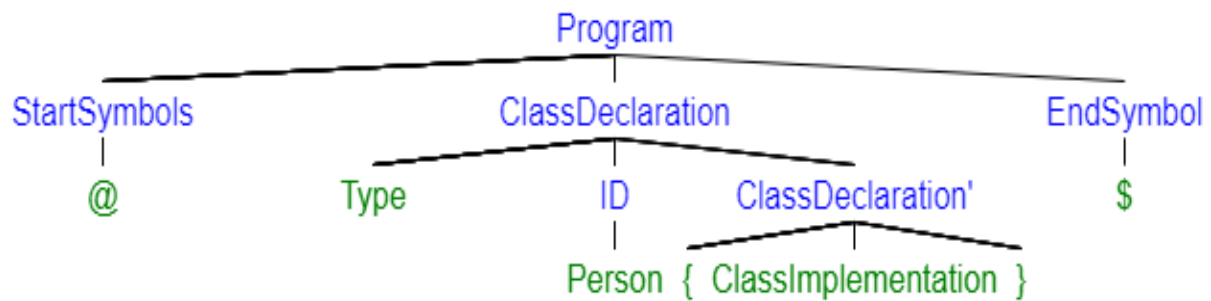 Program
StartSymbols ClassDeclaration EndSymbol
@ Type ID ClassDeclaration' $
Person { ClassImplementation }